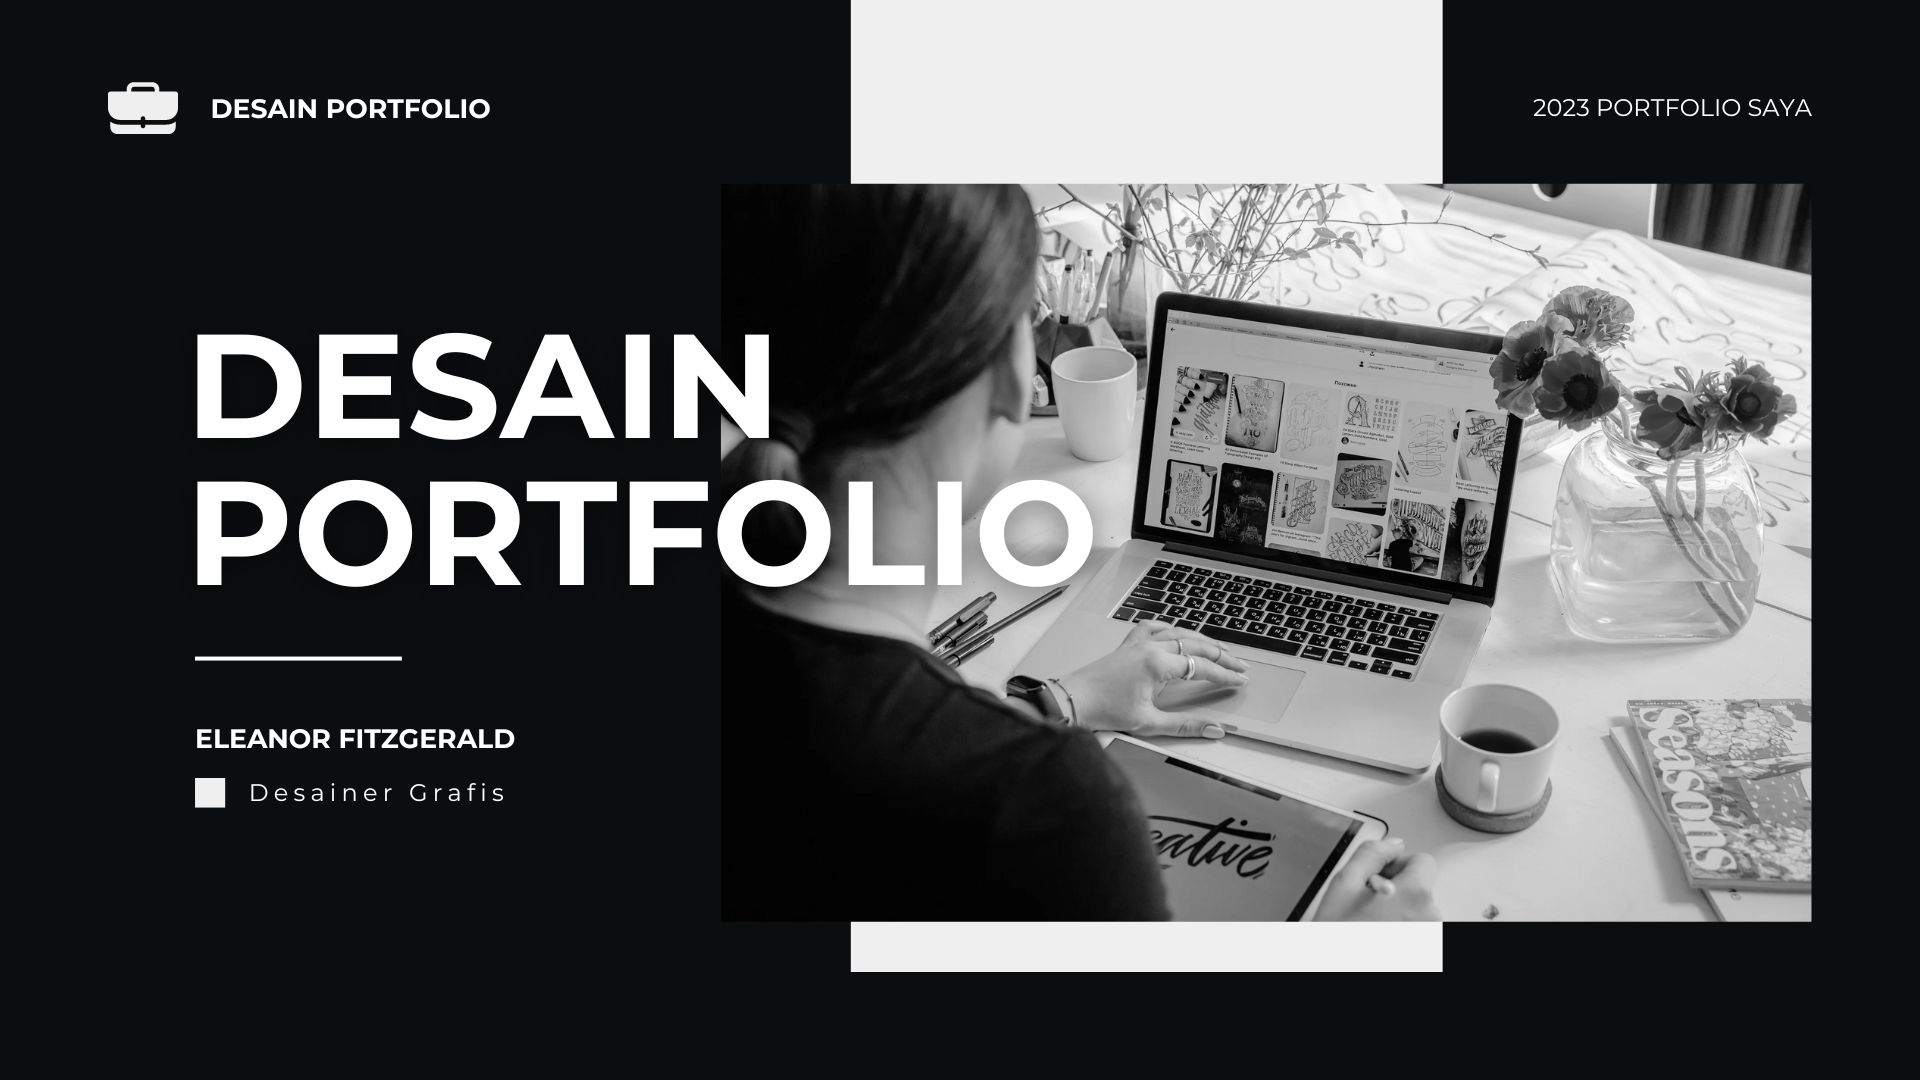 DESAIN PORTFOLIO
2023 PORTFOLIO SAYA
DESAIN
PORTFOLIO
ELEANOR FITZGERALD
Desainer Grafis
seasons